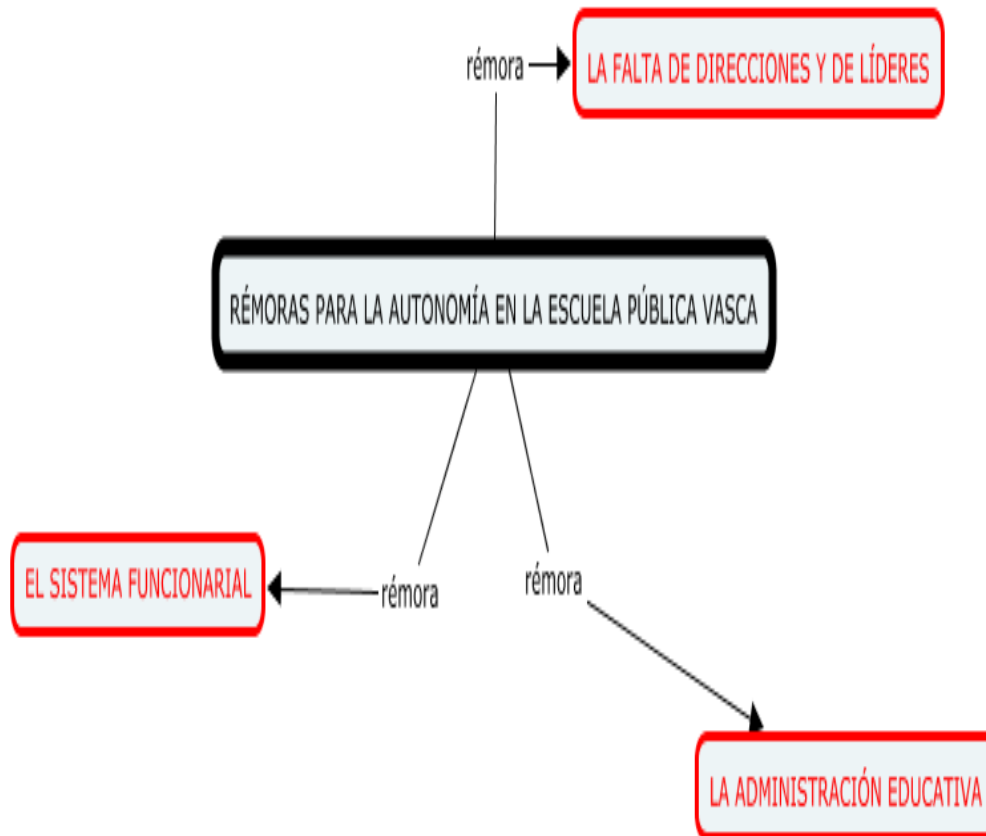 rémora
LA FALTA DE DIRECCIONES Y DE LÍDERES
RÉMORAS PARA LA AUTONOMÍA EN LA ESCUELA PÚBLICA VASCA
EL SISTEMA FUNCIONARIAL
rémora
rémora
LA ADMINISTRACIÓN EDUCATIVA